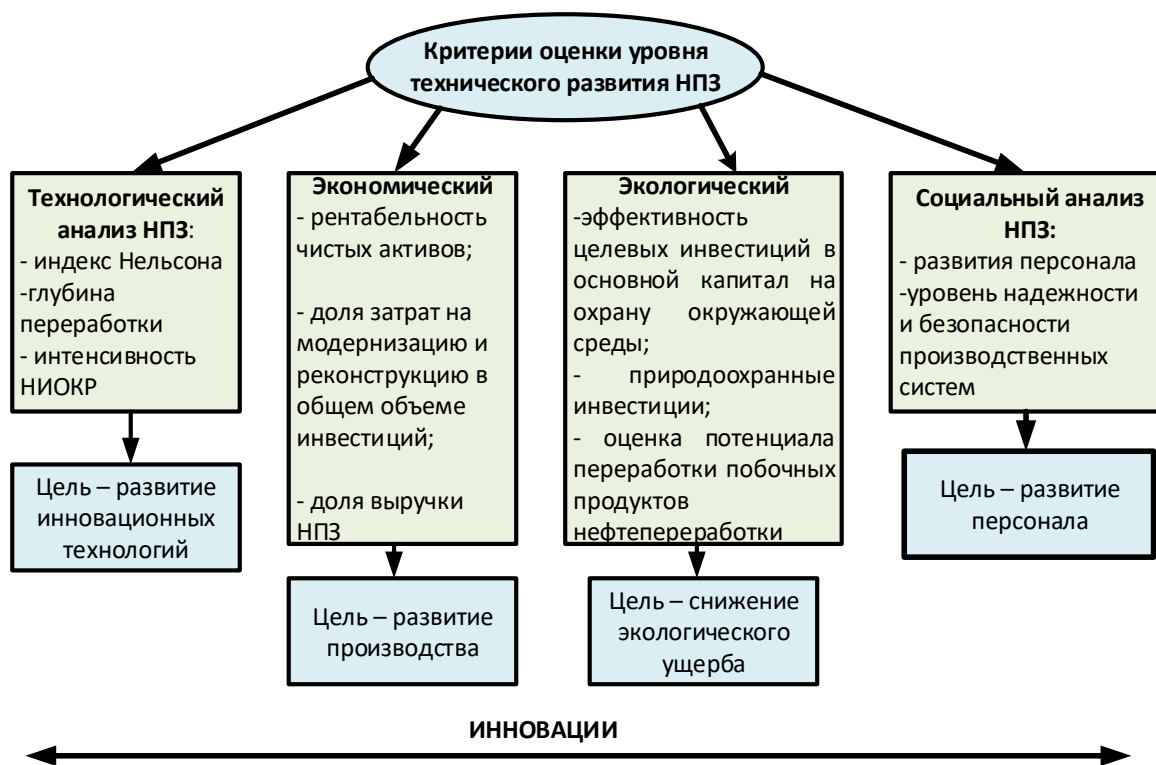 Критерии оценки уровня
технического развития НПЗ
Технологический
анализ НПЗ:
- индекс Нельсона
-глубина
переработки
- интенсивность
НИОКР
Цель – развитие
инновационных
технологий
Экономический
- рентабельность
чистых активов;
- доля затрат на
модернизацию и
реконструкцию в
общем объеме
инвестиций;
- доля выручки
НПЗ
Цель – развитие
производства
Экологический
-эффективность
целевых инвестиций в
основной капитал на
охрану окружающей
среды;
- природоохранные
инвестиции;
- оценка потенциала
переработки побочных
продуктов
нефтепереработки
Цель – снижение
экологического
ущерба
Социальный анализ
НПЗ:
- развития персонала
-уровень надежности
и безопасности
производственных
систем
Цель – развитие
персонала
ИННОВАЦИИ